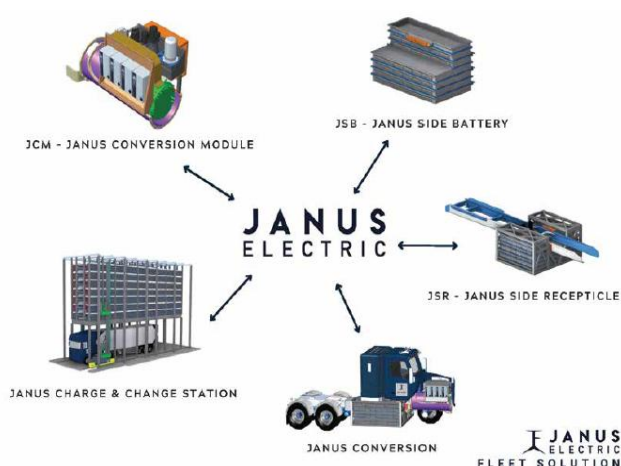 JCM - JANUS CONVERSION MODULE
JSB - JANUS SIDE BATTERY
JANUS
ELECTRIC
JSR - JANUS SIDE RECEPTICLE
JANUS CHARGE & CHANGE STATION
JANUS CONVERSION
JANUS
ELECTRIC
FLEET SOLUTION